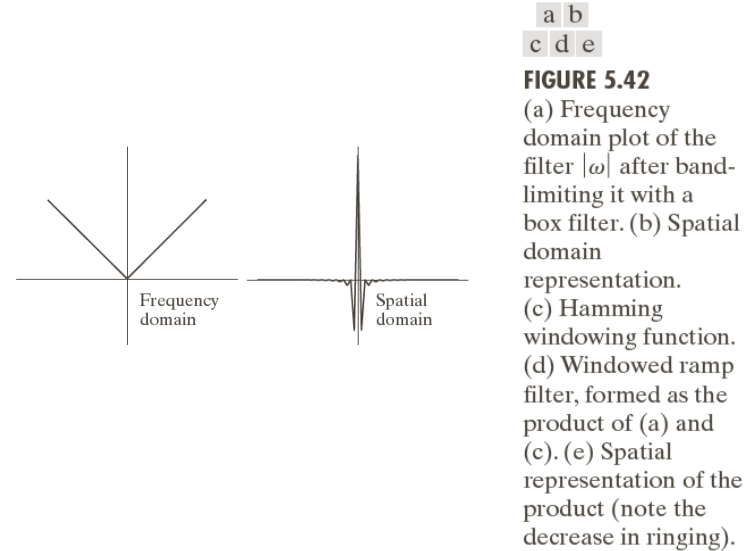 a b
c d e
FIGURE 5.42
(a) Frequency
domain plot of the
filter |ω| after band-
limiting it with a
box filter. (b) Spatial
domain
representation.
(c) Hamming
windowing function.
(d) Windowed ramp
filter, formed as the
product of (a) and
(c). (e) Spatial
representation of the
product (note the
decrease in ringing).
Frequency
domain
Spatial
domain